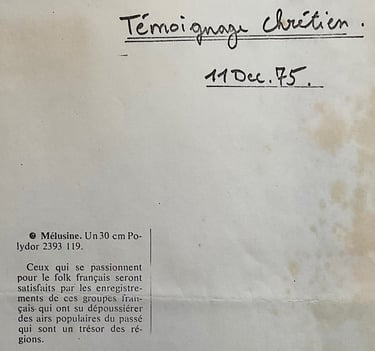 Témoignage chrétien.
11 Dec. 75.
Mélusine. Un 30 cm Po-
lydor 2393 119.
Ceux qui se passionnent
pour le folk français seront
satisfaits par les enregistre-
ments de ces groupes fran-
çais qui ont su dépoussiérer
des airs populaires du passé
qui sont un trésor des ré-
gions.